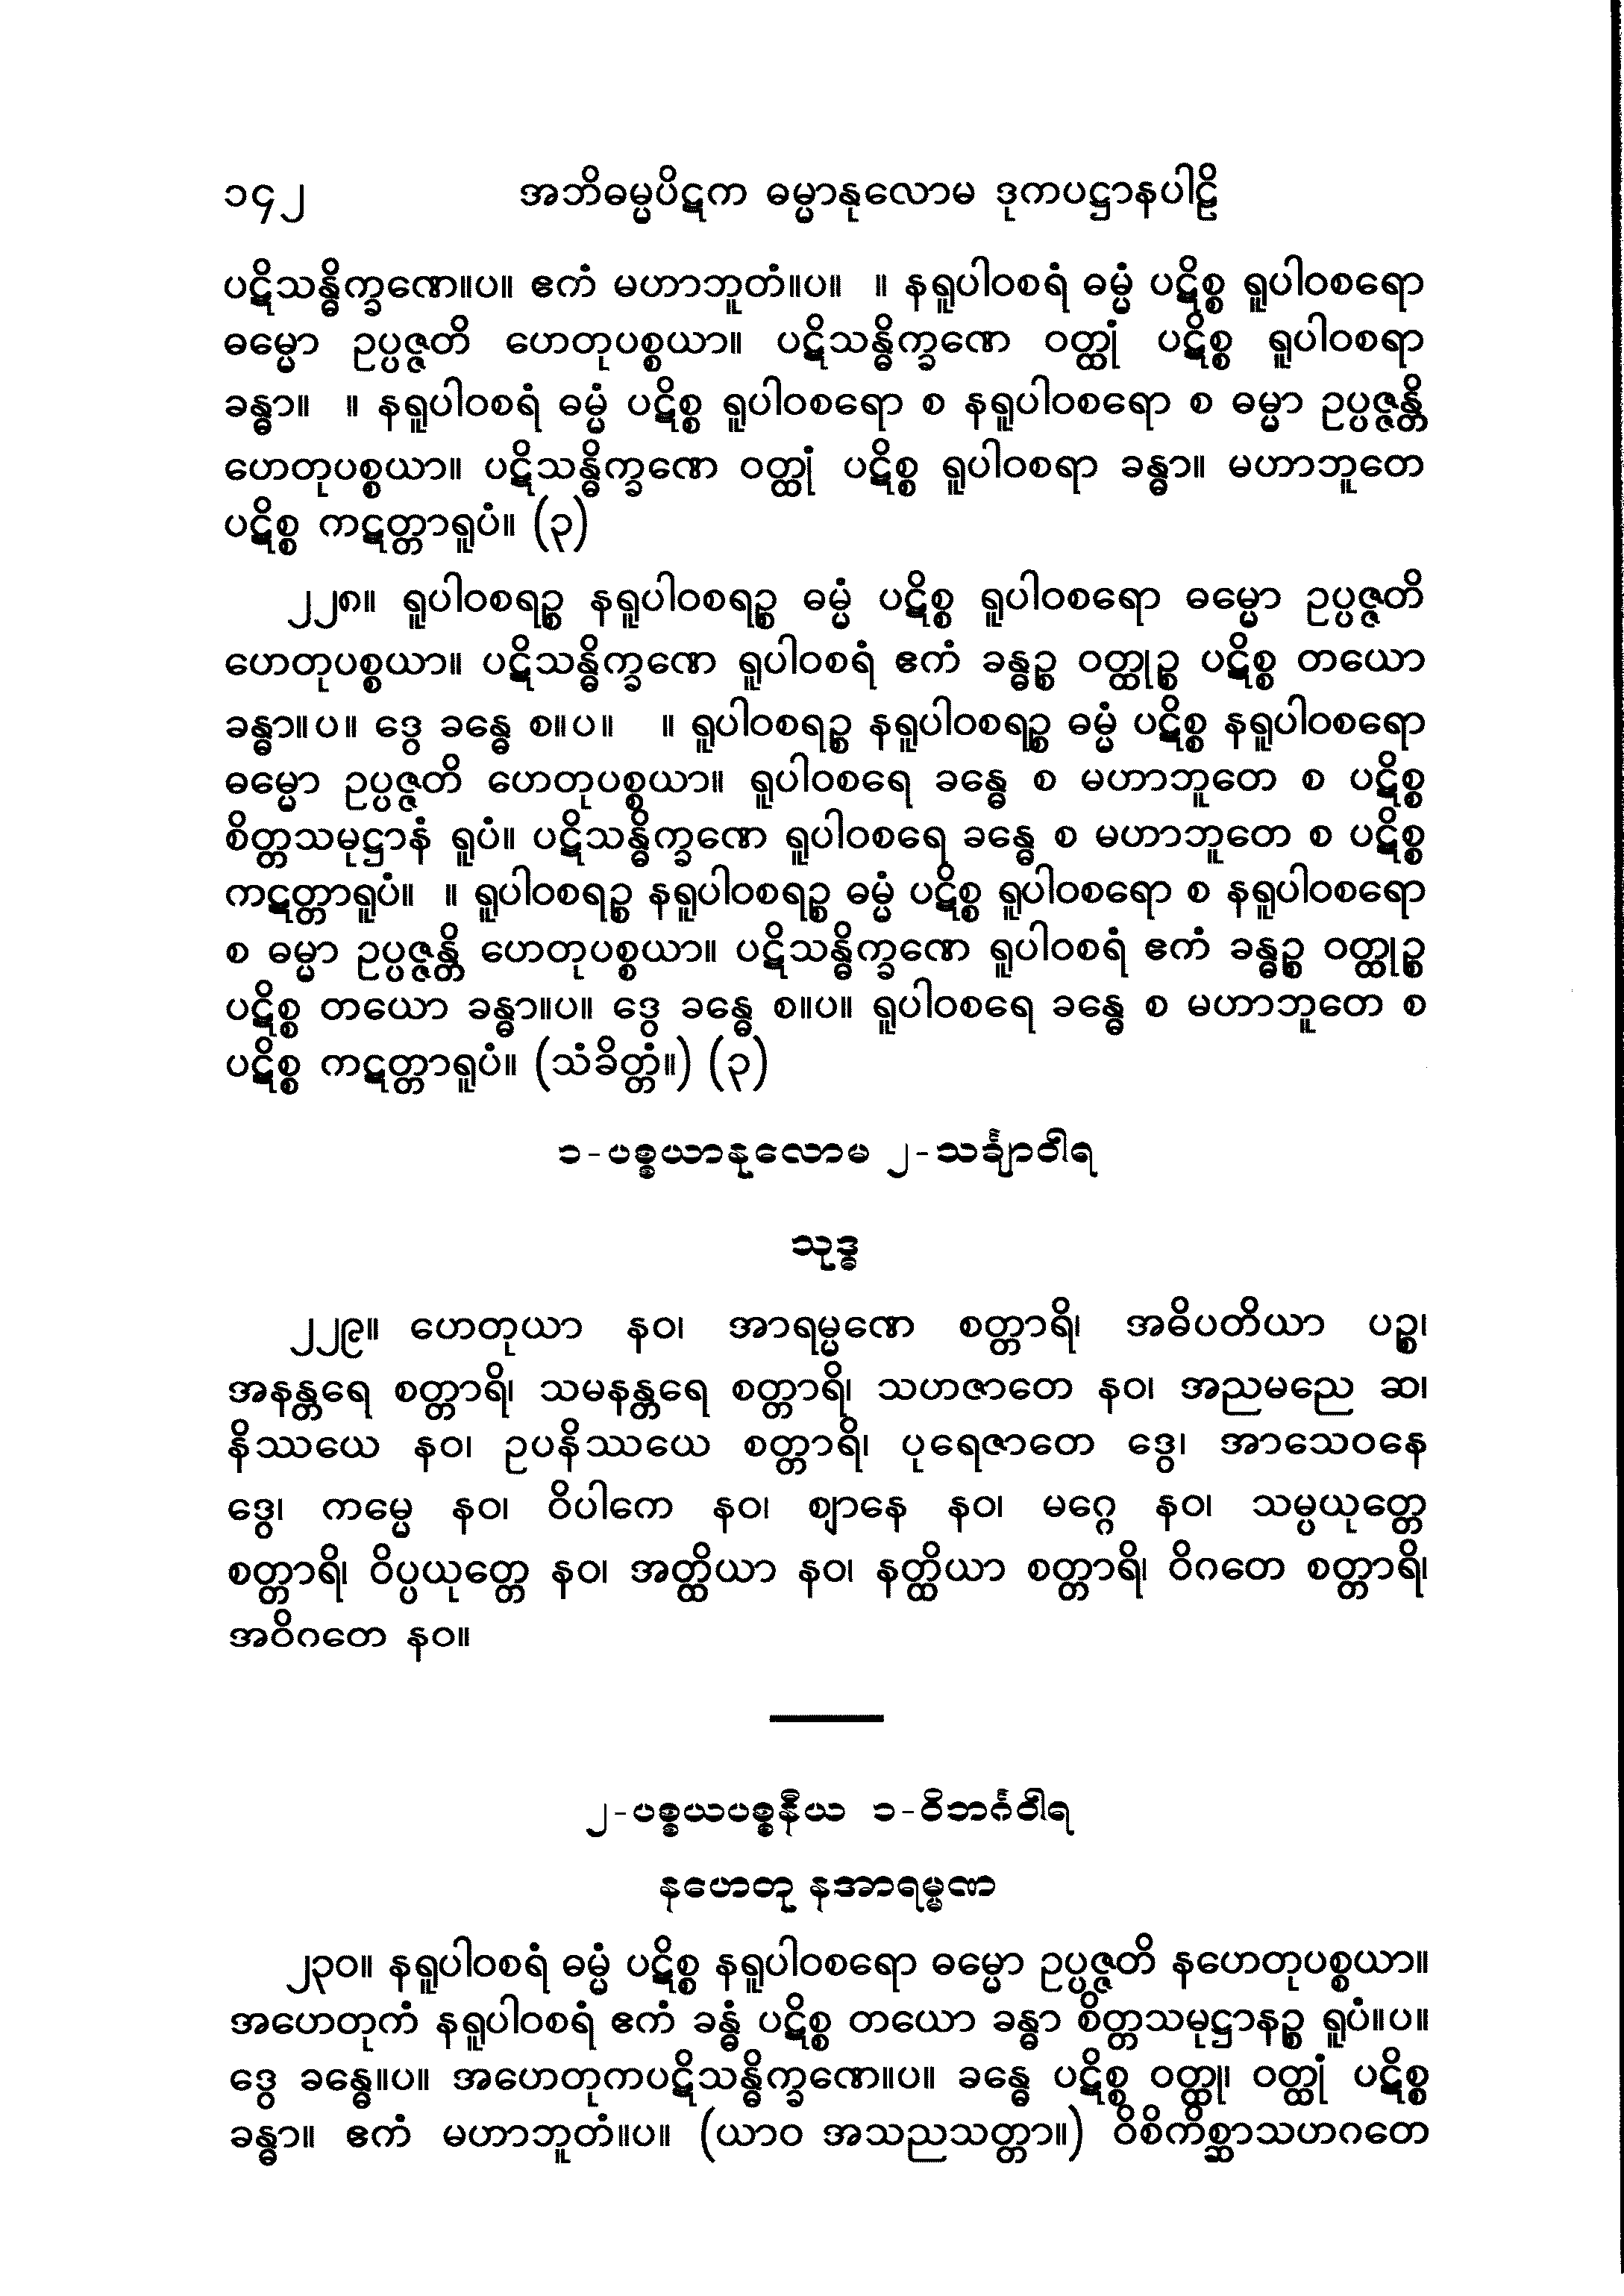 ၁၄၂ အဘိဓမ္မပိဋက ဓမ္မာနုလောမ ဒုကပဋ္ဌာနပါဠိ
ပဋိသန္ဓိက္ခဏေ။ပ။ ဧကံ မဟာဘူတံ။ပ။ ။ နရူပါဝစရံ ဓမ္မံ ပဋိစ္စ ရူပါဝစရော
ဓမ္မော ဥပ္ပဇ္ဇတိ ဟေတုပစ္စယာ။ ပဋိသန္ဓိက္ခဏေ ဝတ္ထုံ ပဋိစ္စ ရူပါဝစရာ
ခန္ဓာ။ ။ နရူပါဝစရံ ဓမ္မံ ပဋိစ္စ ရူပါဝစရော စ နရူပါဝစရော စ ဓမ္မာ ဥပ္ပဇ္ဇန္တိ
ဟေတုပစ္စယာ။ ပဋိသန္ဓိက္ခဏေ ဝတ္ထုံ ပဋိစ္စ ရူပါဝစရာ ခန္ဓာ။ မဟာဘူတေ
ပဋိစ္စ ကဋတ္တာရူပံ။ (၃)
၂၂၈။ ရူပါဝစရဉ္စ နရူပါဝစရဉ္စ ဓမ္မံ ပဋိစ္စ ရူပါဝစရော ဓမ္မော ဥပ္ပဇ္ဇတိ
ဟေတုပစ္စယာ။ ပဋိသန္ဓိက္ခဏေ ရူပါဝစရံ ဧကံ ခန္ဓဉ္စ ဝတ္ထုဉ္စ ပဋိစ္စ တယော
ခန္ဓာ။ပ။ ဒွေ ခန္ဓေ စ။ပ။ ။ ရူပါဝစရဉ္စ နရူပါဝစရဉ္စ ဓမ္မံ ပဋိစ္စ နရူပါဝစရော
ဓမ္မော ဥပ္ပဇ္ဇတိ ဟေတုပစ္စယာ။ ရူပါဝစရေ ခန္ဓေ စ မဟာဘူတေ စ ပဋိစ္စ
စိတ္တသမုဋ္ဌာနံ ရူပံ။ ပဋိသန္ဓိက္ခဏေ ရူပါဝစရေ ခန္ဓေ စ မဟာဘူတေ စ ပဋိစ္စ
ကဋတ္တာရူပံ။ ။ ရူပါဝစရဉ္စ နရူပါဝစရဉ္စ ဓမ္မံ ပဋိစ္စ ရူပါဝစရော စ နရူပါဝစရော
စ ဓမ္မာ ဥပ္ပဇ္ဇန္တိ ဟေတုပစ္စယာ။ ပဋိသန္ဓိက္ခဏေ ရူပါဝစရံ ဧကံ ခန္ဓဉ္စ ဝတ္ထုဉ္စ
ပဋိစ္စ တယော ခန္ဓာ။ပ။ ဒွေ ခန္ဓေ စ။ပ။ ရူပါဝစရေ ခန္ဓေ စ မဟာဘူတေ စ
ပဋိစ္စ ကဋတ္တာရူပံ။ (သံခိတ္တံ။) (၃)
၁-ပစ္စယာနုလောမ ၂-သင်္ချာဝါရ
သုဒ္ဓ
၂၂၉။ ဟေတုယာ နဝ၊ အာရမ္မဏေ စတ္တာရိ၊ အဓိပတိယာ ပဉ္စ၊
အနန္တရေ စတ္တာရိ၊ သမနန္တရေ စတ္တာရိ၊ သဟဇာတေ နဝ၊ အညမညေ ဆ၊
နိဿယေ နဝ၊ ဥပနိဿယေ စတ္တာရိ၊ ပုရေဇာတေ ဒွေ၊ အာသေဝနေ
ဒွေ၊ ကမ္မေ နဝ၊ ဝိပါကေ နဝ၊ ဈာနေ နဝ၊ မဂ္ဂေ နဝ၊ သမ္ပယုတ္တေ
စတ္တာရိ၊ ဝိပ္ပယုတ္တေ နဝ၊ အတ္ထိယာ နဝ၊ နတ္ထိယာ စတ္တာရိ၊ ဝိဂတေ စတ္တာရိ၊
အဝိဂတေ နဝ။
၂-ပစ္စယပစ္စနီယ ၁-ဝိဘင်္ဂဝါရ
နဟေတု နအာရမ္မဏ
၂၃၀။ နရူပါဝစရံ ဓမ္မံ ပဋိစ္စ နရူပါဝစရော ဓမ္မော ဥပ္ပဇ္ဇတိ နဟေတုပစ္စယာ။
အဟေတုကံ နရူပါဝစရံ ဧကံ ခန္ဓံ ပဋိစ္စ တယော ခန္ဓာ စိတ္တသမုဋ္ဌာနဉ္စ ရူပံ။ပ။
ဒွေ ခန္ဓေ။ပ။ အဟေတုကပဋိသန္ဓိက္ခဏေ။ပ။ ခန္ဓေ ပဋိစ္စ ဝတ္ထု၊ ဝတ္ထုံ ပဋိစ္စ
ခန္ဓာ။ ဧကံ မဟာဘူတံ။ပ။ (ယာဝ အသညသတ္တာ။) ဝိစိကိစ္ဆာသဟဂတေ